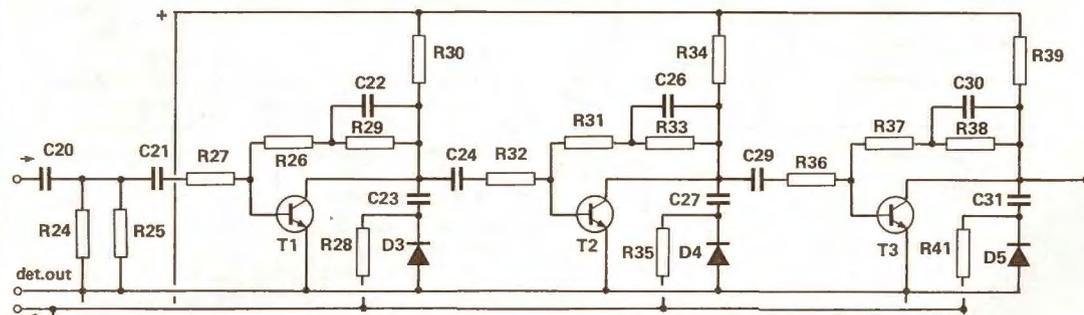 +
R30
R34
R39
C22
C26
C30
R26
R29
R31
R33
R37
R38
C20
C21
R27
C24
R32
C29
R36
C23
C27
C31
R24
R25
T1
R28
D3
T2
R35
D4
T3
R41
D5
det.out